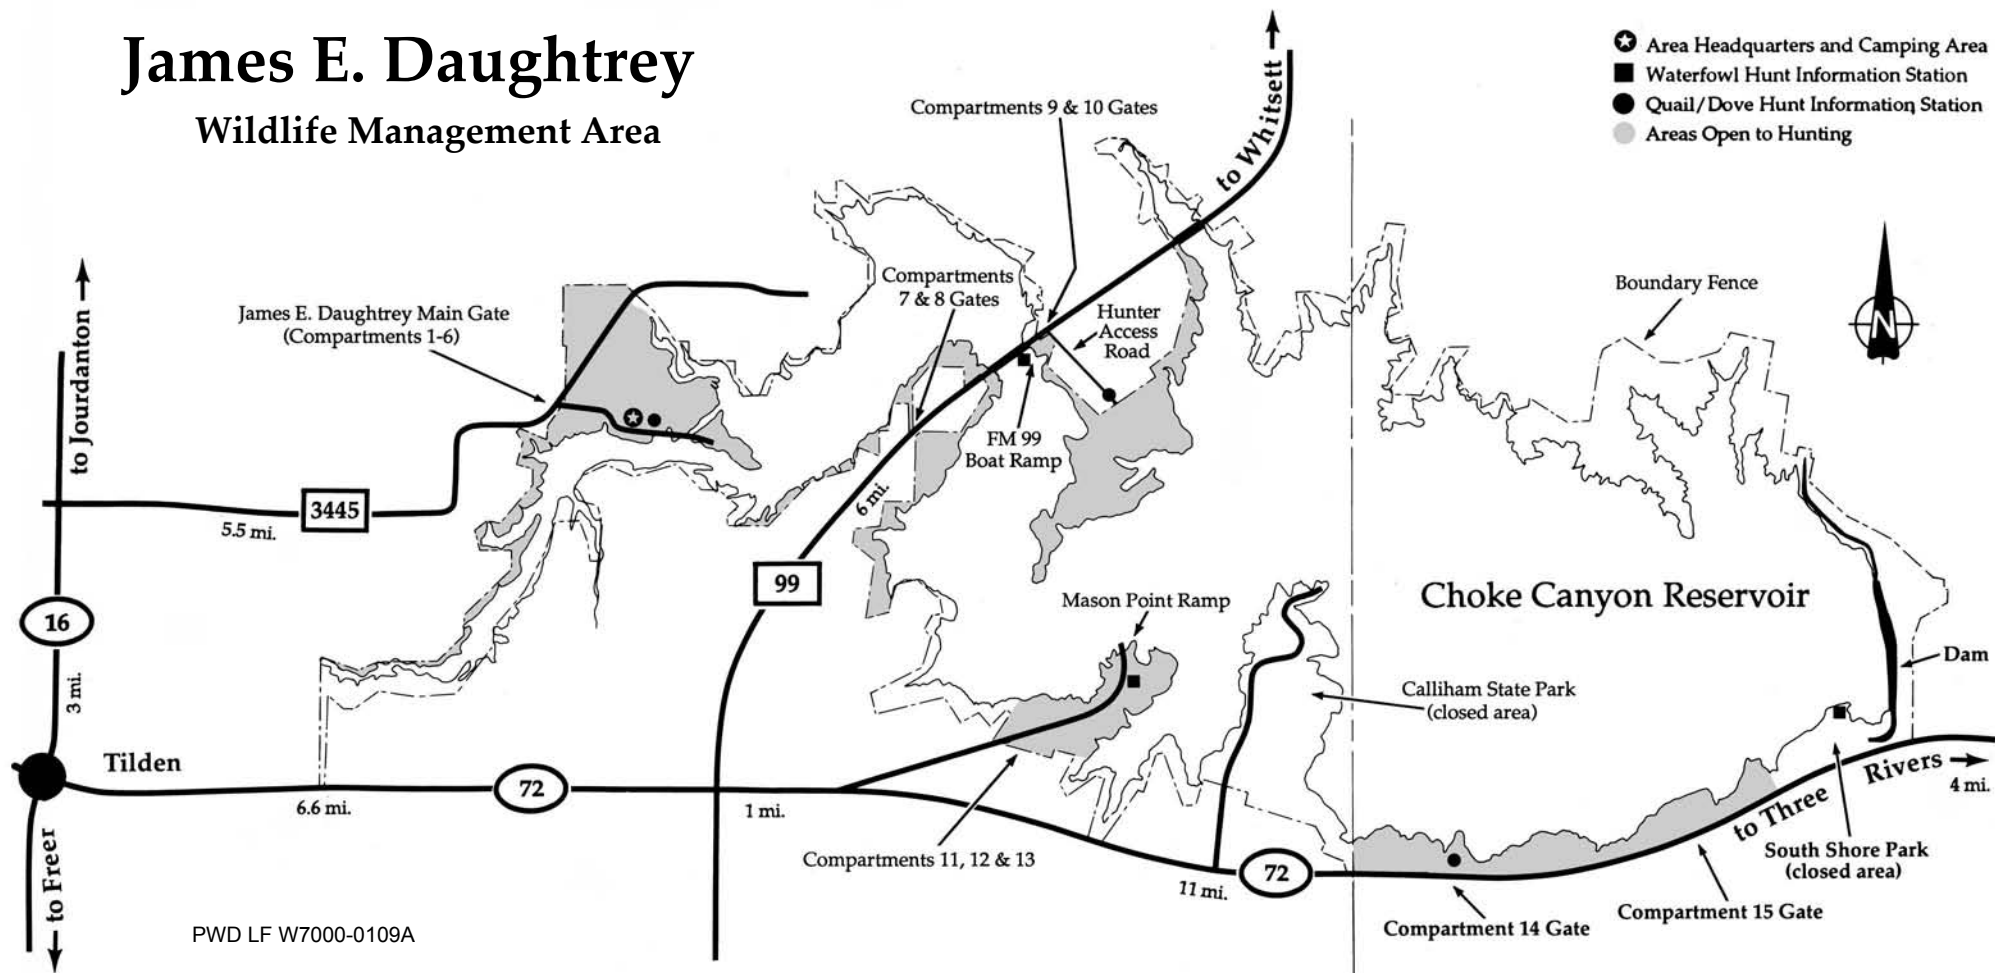 James E. Daughtrey
Wildlife Management Area
Area Headquarters and Camping Area
Waterfowl Hunt Information Station
Quail/Dove Hunt Information Station
Areas Open to Hunting
to Whitsett
Compartments 9 & 10 Gates
Compartments
7 & 8 Gates
Hunter
Access
Road
Boundary Fence
N
to Jourdanton
James E. Daughtrey Main Gate
(Compartments 1-6)
FM 99
Boat Ramp
6 mi.
3445
5.5 mi.
99
16
3 mi.
Mason Point Ramp
Choke Canyon Reservoir
Dam
Calliham State Park
(closed area)
Tilden
6.6 mi.
72
1 mi.
to Three Rivers
4 mi.
Compartments 11, 12 & 13
11 mi.
72
South Shore Park
(closed area)
Compartment 15 Gate
Compartment 14 Gate
to Freer
PWD LF W7000-0109A